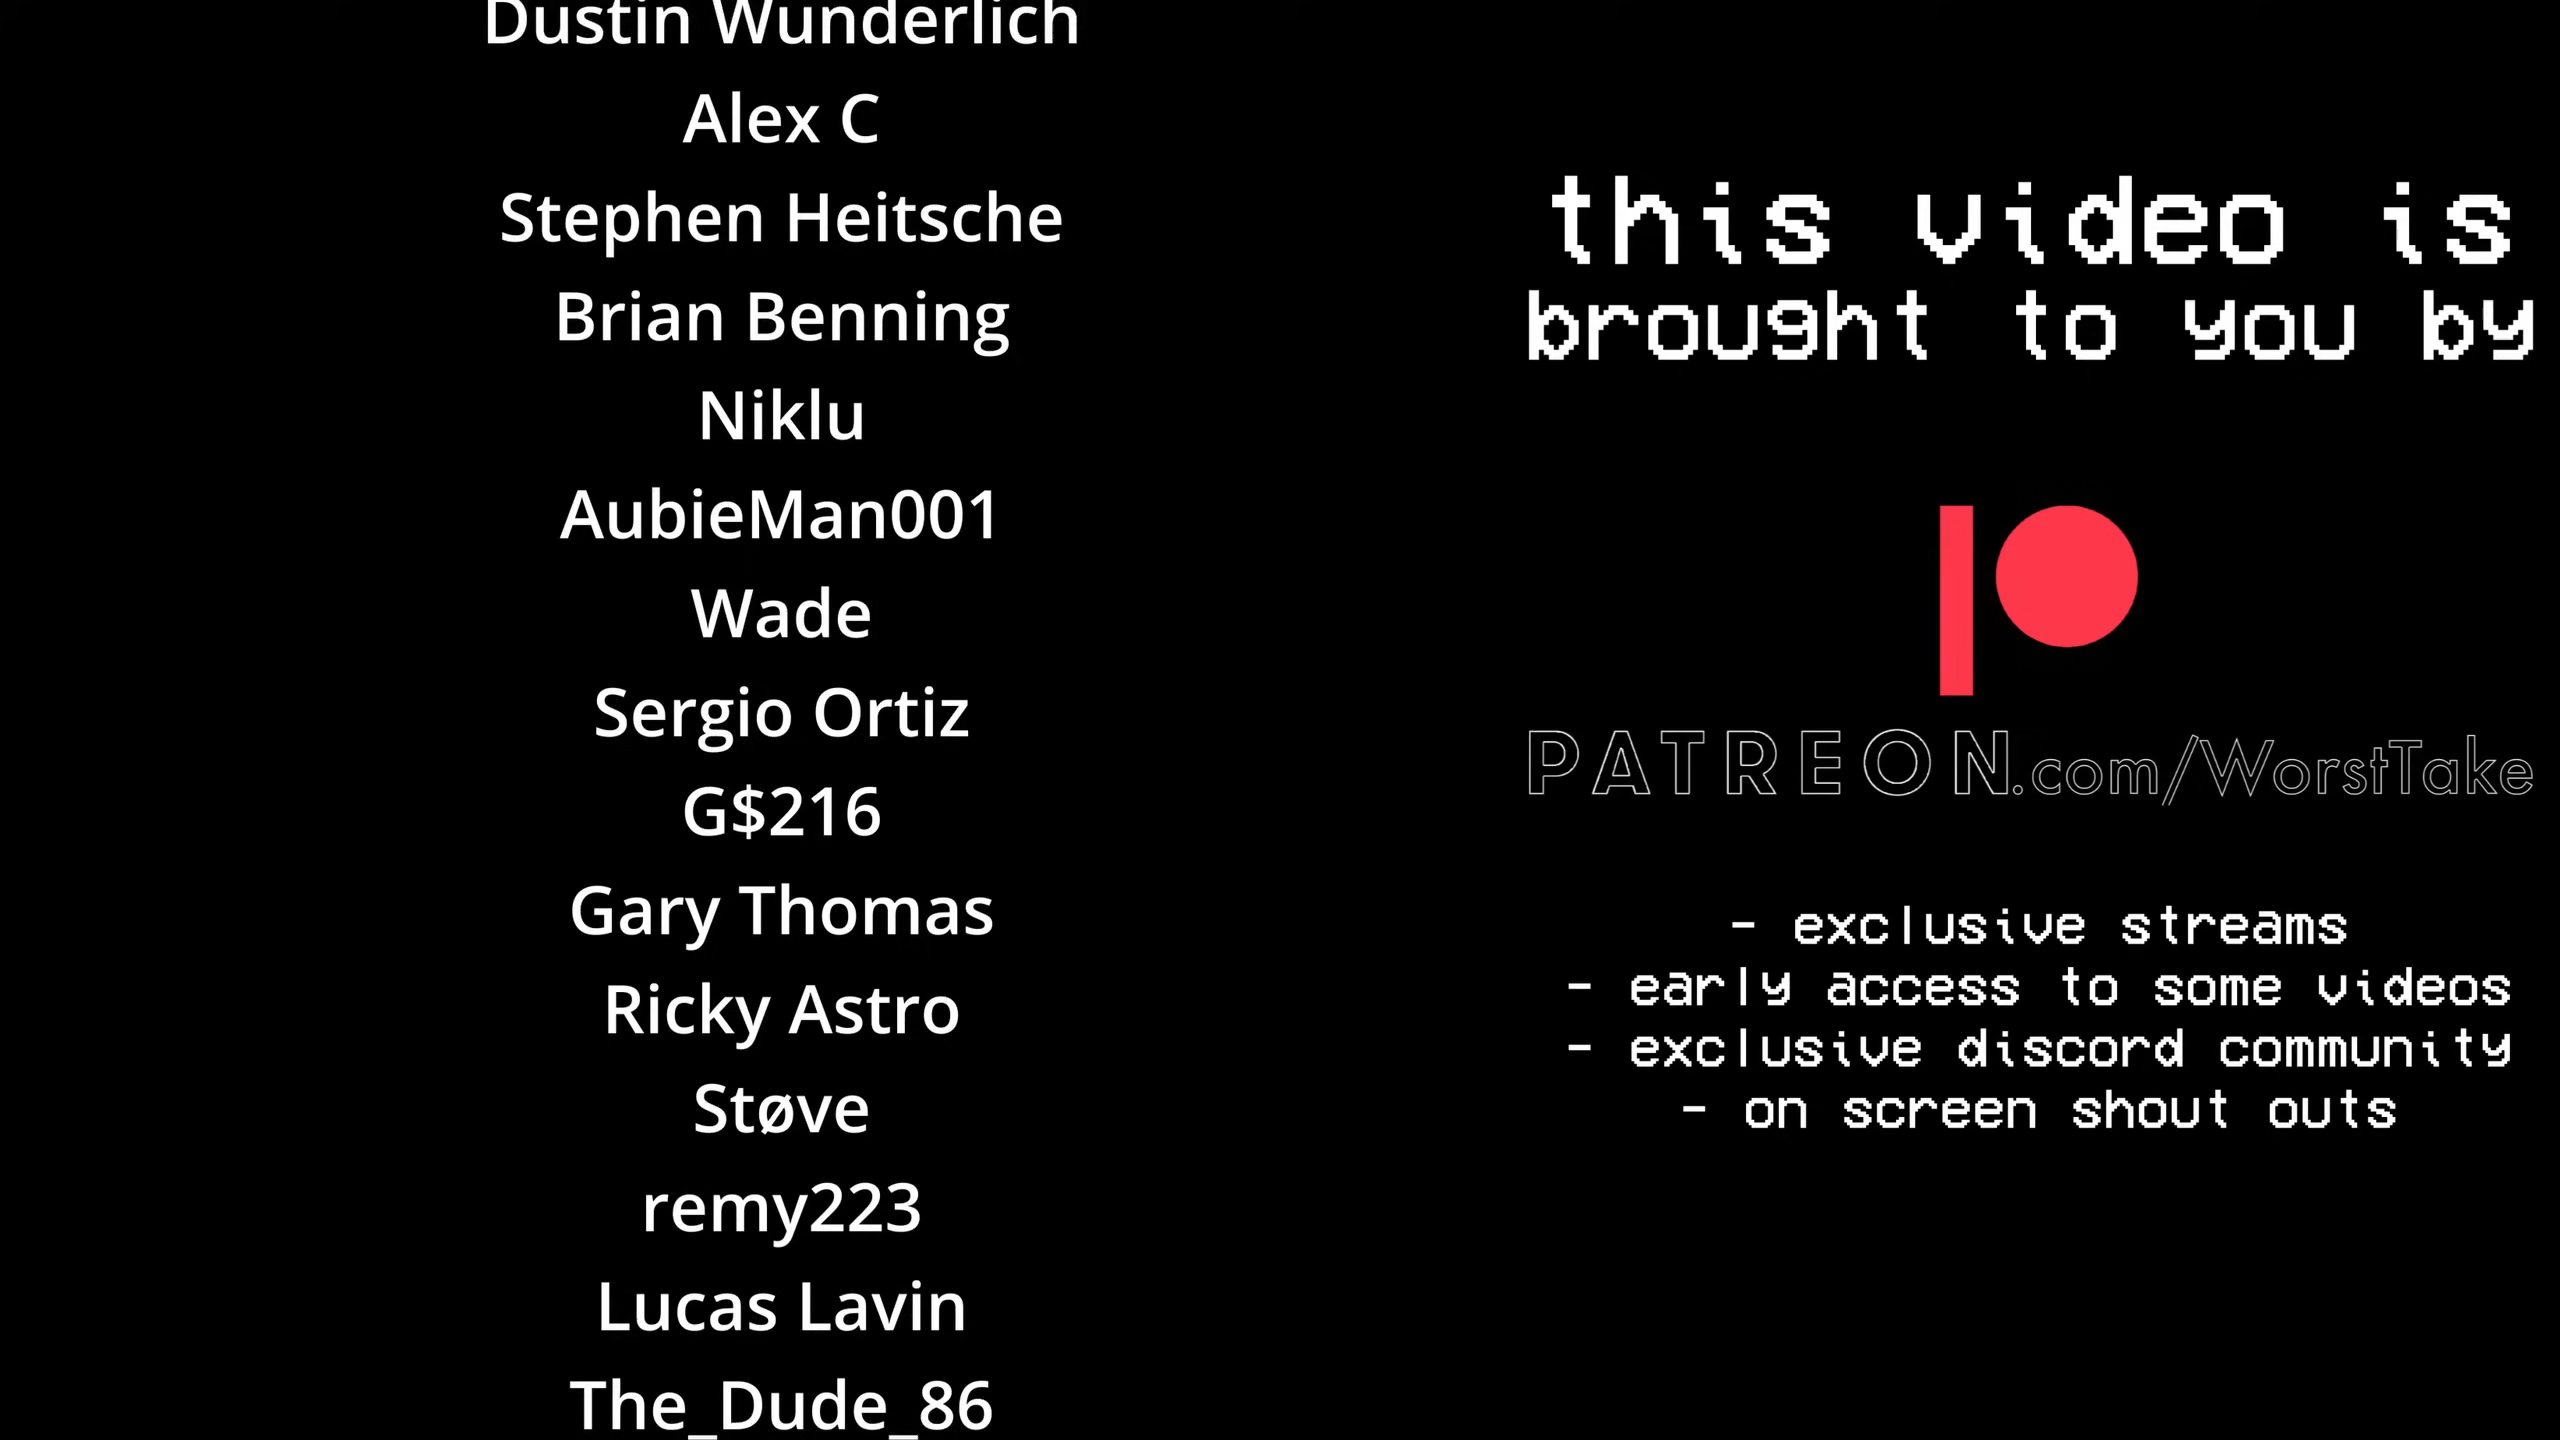 Dustin Wunderlich
Alex C
Stephen Heitsche
Brian Benning
Niklu
AubieMan001
Wade
Sergio Ortiz
G$216
Gary Thomas
Ricky Astro
Støve
remy223
Lucas Lavin
The_Dude_86
this video is
brought to you by
PATREON.com/WorstTake
- exclusive streams
- early access to some videos
- exclusive discord community
- on screen shout outs